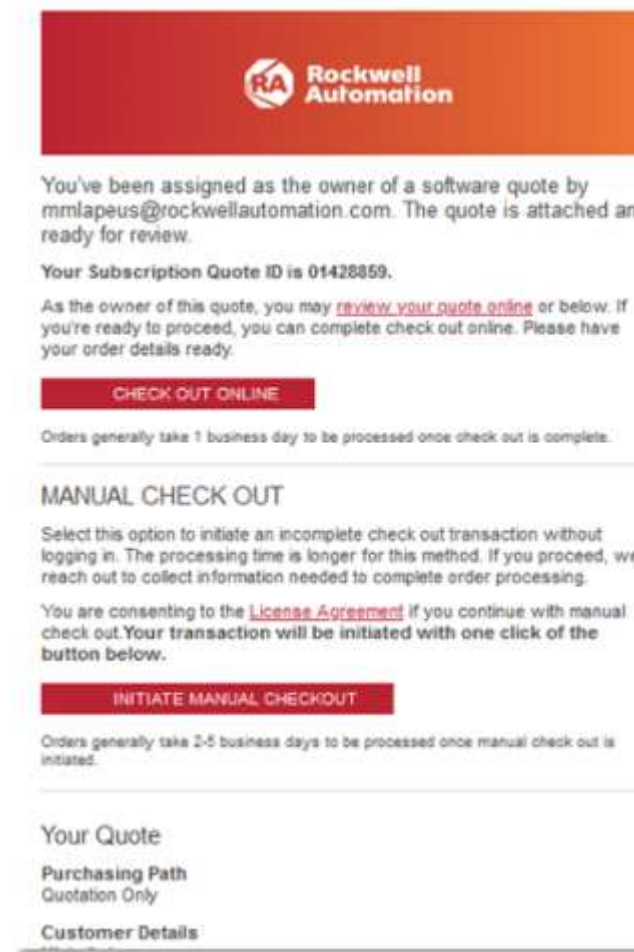 RA
Rockwell
Automation
You've been assigned as the owner of a software quote by
mmlapeus@rockwellautomation.com. The quote is attached an
ready for review.
Your Subscription Quote ID is 01428859.
As the owner of this quote, you may review your quote online or below. If
you're ready to proceed, you can complete check out online. Please have
your order details ready.
CHECK OUT ONLINE
Orders generally take 1 business day to be processed once check out is complete.
MANUAL CHECK OUT
Select this option to initiate an incomplete check out transaction without
logging in. The processing time is longer for this method. If you proceed, we
reach out to collect information needed to complete order processing.
You are consenting to the License Agreement if you continue with manual
check out.Your transaction will be initiated with one click of the
button below.
INITIATE MANUAL CHECKOUT
Orders generally take 2-5 business days to be processed once manual check out is
initiated.
Your Quote
Purchasing Path
Quotation Only
Customer Details